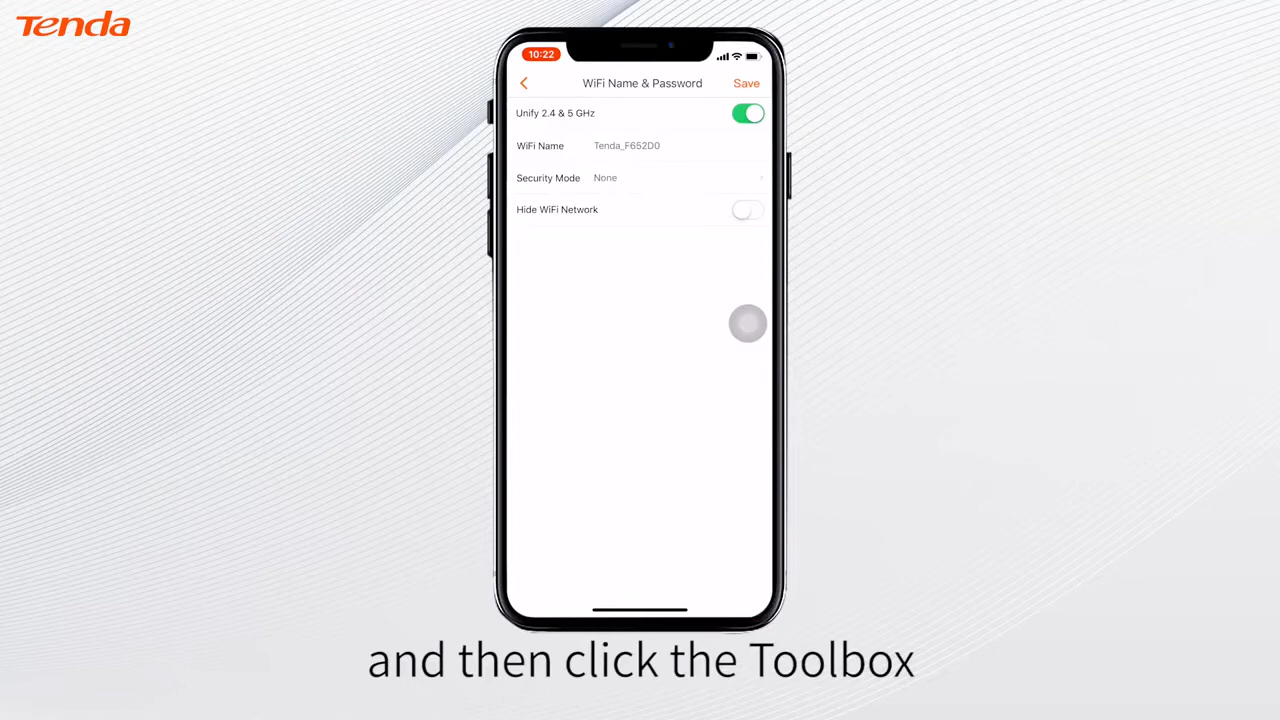 Tenda
10:22
WiFi Name & Password
Save
Unify 2.4 & 5 GHz
WiFi Name Tenda_F652D0
Security Mode None
Hide WiFi Network
and then click the Toolbox